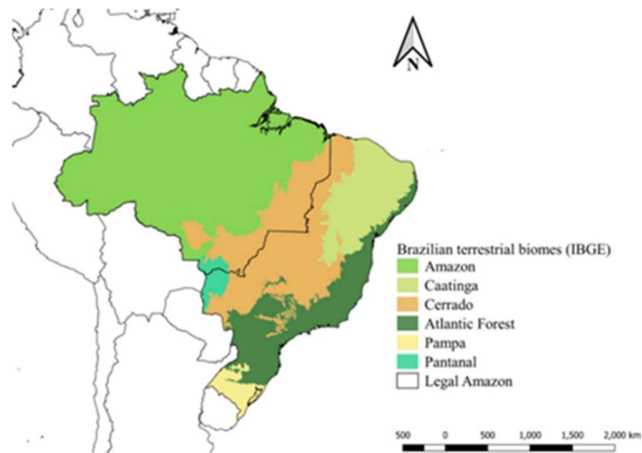 N
Brazilian terrestrial biomes (IBGE)
Amazon
Caatinga
Cerrado
Atlantic Forest
Pampa
Pantanal
Legal Amazon
500 0 500 1,000 1,500 2,000 km